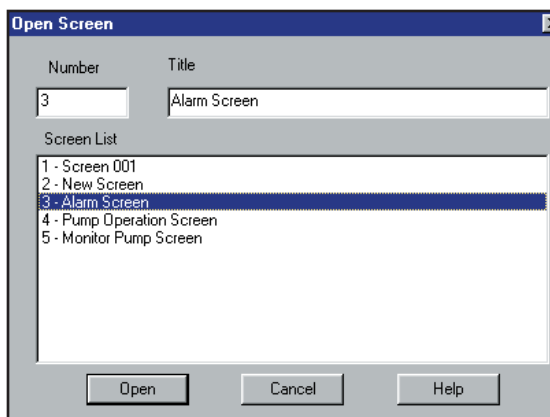 Open Screen
Number Title
3 Alarm Screen
Screen List
1 - Screen 001
2 - New Screen
3 - Alarm Screen
4 - Pump Operation Screen
5 - Monitor Pump Screen
Open Cancel Help